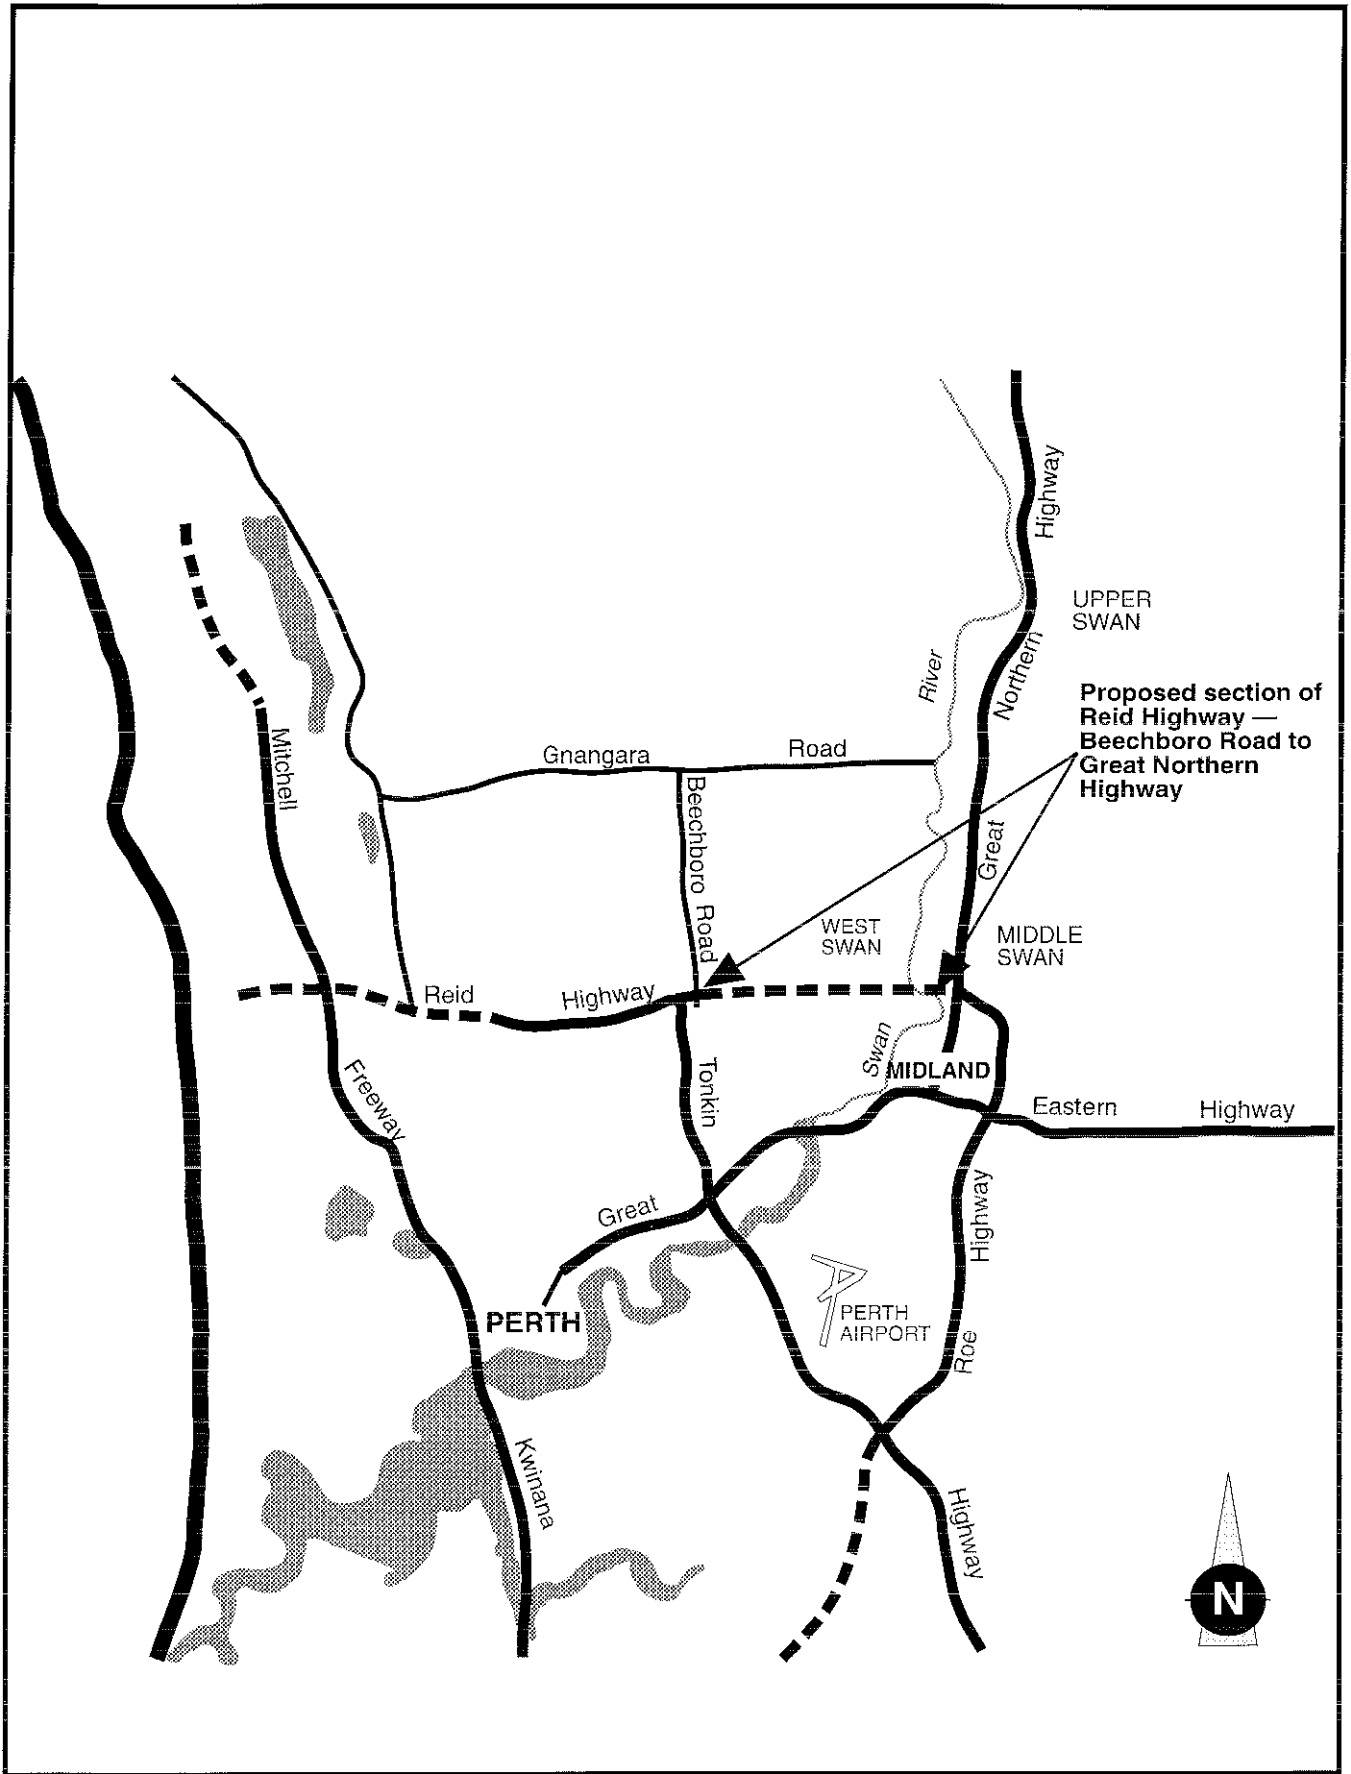 Highway
UPPER
SWAN
River
Northern
Proposed section of
Reid Highway —
Beechboro Road to
Great Northern
Highway
Mitchell
Gnangara Road
Beechboro Road
Great
WEST
SWAN
MIDDLE
SWAN
Reid Highway
Freeway
Tonkin
Swan
MIDLAND
Eastern Highway
Great
Highway
PERTH
PERTH
AIRPORT
Roe
Kwinana
Highway
N